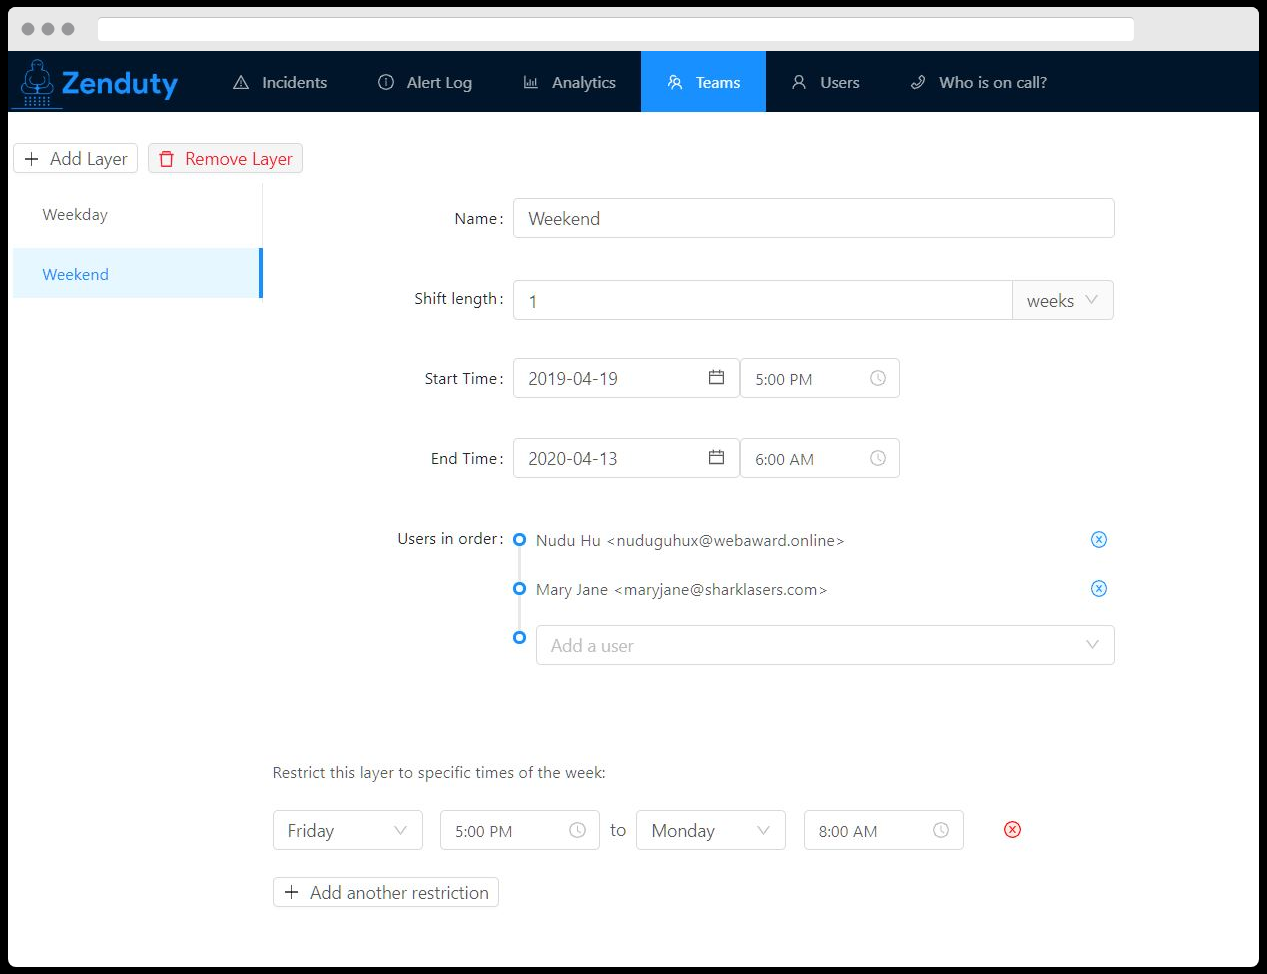 Zenduty Incidents Alert Log Analytics Teams Users Who is on call?
Add Layer Remove Layer
Weekday
Weekend
Name: Weekend
Shift length: 1 weeks
Start Time: 2019-04-19 5:00 PM
End Time: 2020-04-13 6:00 AM
Users in order: Nudu Hu <nuduguhux@webaward.online>
Mary Jane <maryjane@sharklasers.com>
Add a user
Restrict this layer to specific times of the week:
Friday 5:00 PM to Monday 8:00 AM
Add another restriction